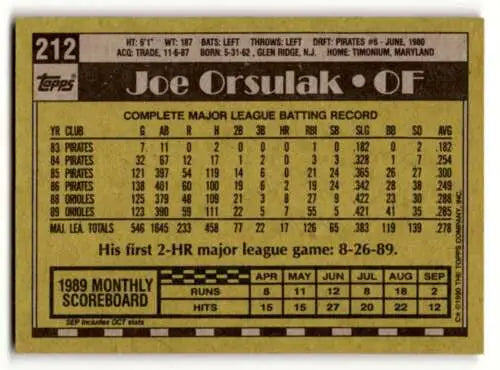 212
HT: 6'1" WT: 187 BATS: LEFT THROWS: LEFT DRFT: PIRATES #6 - JUNE, 1980
ACQ: TRADE, 11-6-87 BORN: 5-31-62, GLEN RIDGE, N.J. HOME: TIMONIUM, MARYLAND
Topps Joe Orsulak • OF
COMPLETE MAJOR LEAGUE BATTING RECORD
YR CLUB G AB R H 2B 3B HR RBI SB SLG BB SO AVG
83 PIRATES 7 11 0 2 0 0 0 1 0 .182 0 2 .182
84 PIRATES 32 67 12 17 1 2 0 3 3 .328 1 7 .254
85 PIRATES 121 397 54 119 14 6 0 21 24 .365 26 27 .300
86 PIRATES 138 401 60 100 19 6 2 19 24 .342 28 38 .249
88 ORIOLES 125 379 48 109 21 3 8 27 9 .422 23 30 .288
89 ORIOLES 123 390 59 111 22 5 7 55 5 .421 41 35 .285
MAJ. LEA. TOTALS 546 1645 233 458 77 22 17 126 65 .383 119 139 .278
His first 2-HR major league game: 8-26-89.
1989 MONTHLY SCOREBOARD
APR MAY JUN JUL AUG SEP
RUNS 8 11 12 8 18 2
HITS 15 15 27 20 22 12
SEP includes OCT stats
C* ©1990 THE TOPPS COMPANY, INC.